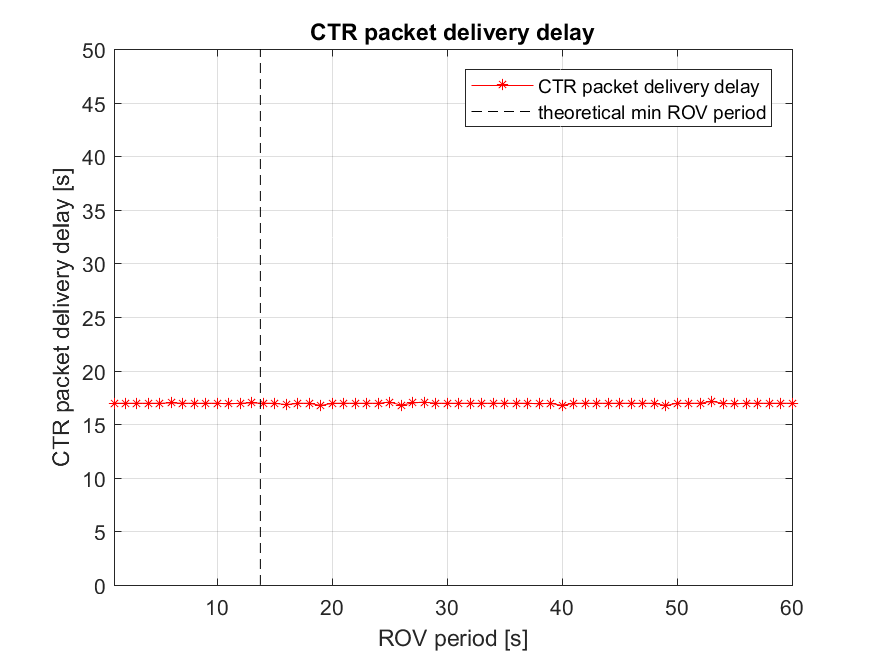 CTR packet delivery delay
50
45
40
35
30
25
20
15
10
5
0
CTR packet delivery delay [s]
CTR packet delivery delay
theoretical min ROV period
10 20 30 40 50 60
ROV period [s]